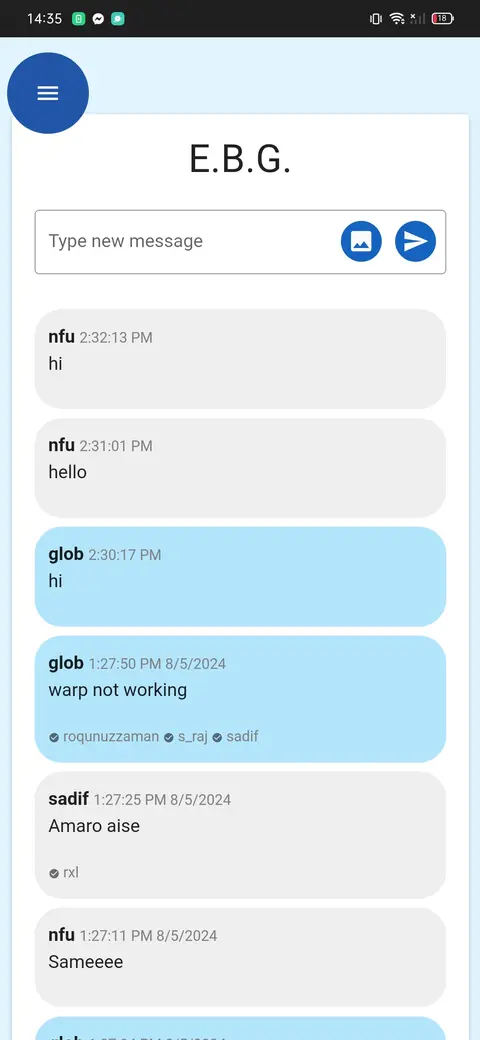 14:35
18
E.B.G.
Type new message
nfu 2:32:13 PM
hi
nfu 2:31:01 PM
hello
glob 2:30:17 PM
hi
glob 1:27:50 PM 8/5/2024
warp not working
roqunuzzaman s_raj sadif
sadif 1:27:25 PM 8/5/2024
Amaro aise
rxl
nfu 1:27:11 PM 8/5/2024
Sameeee